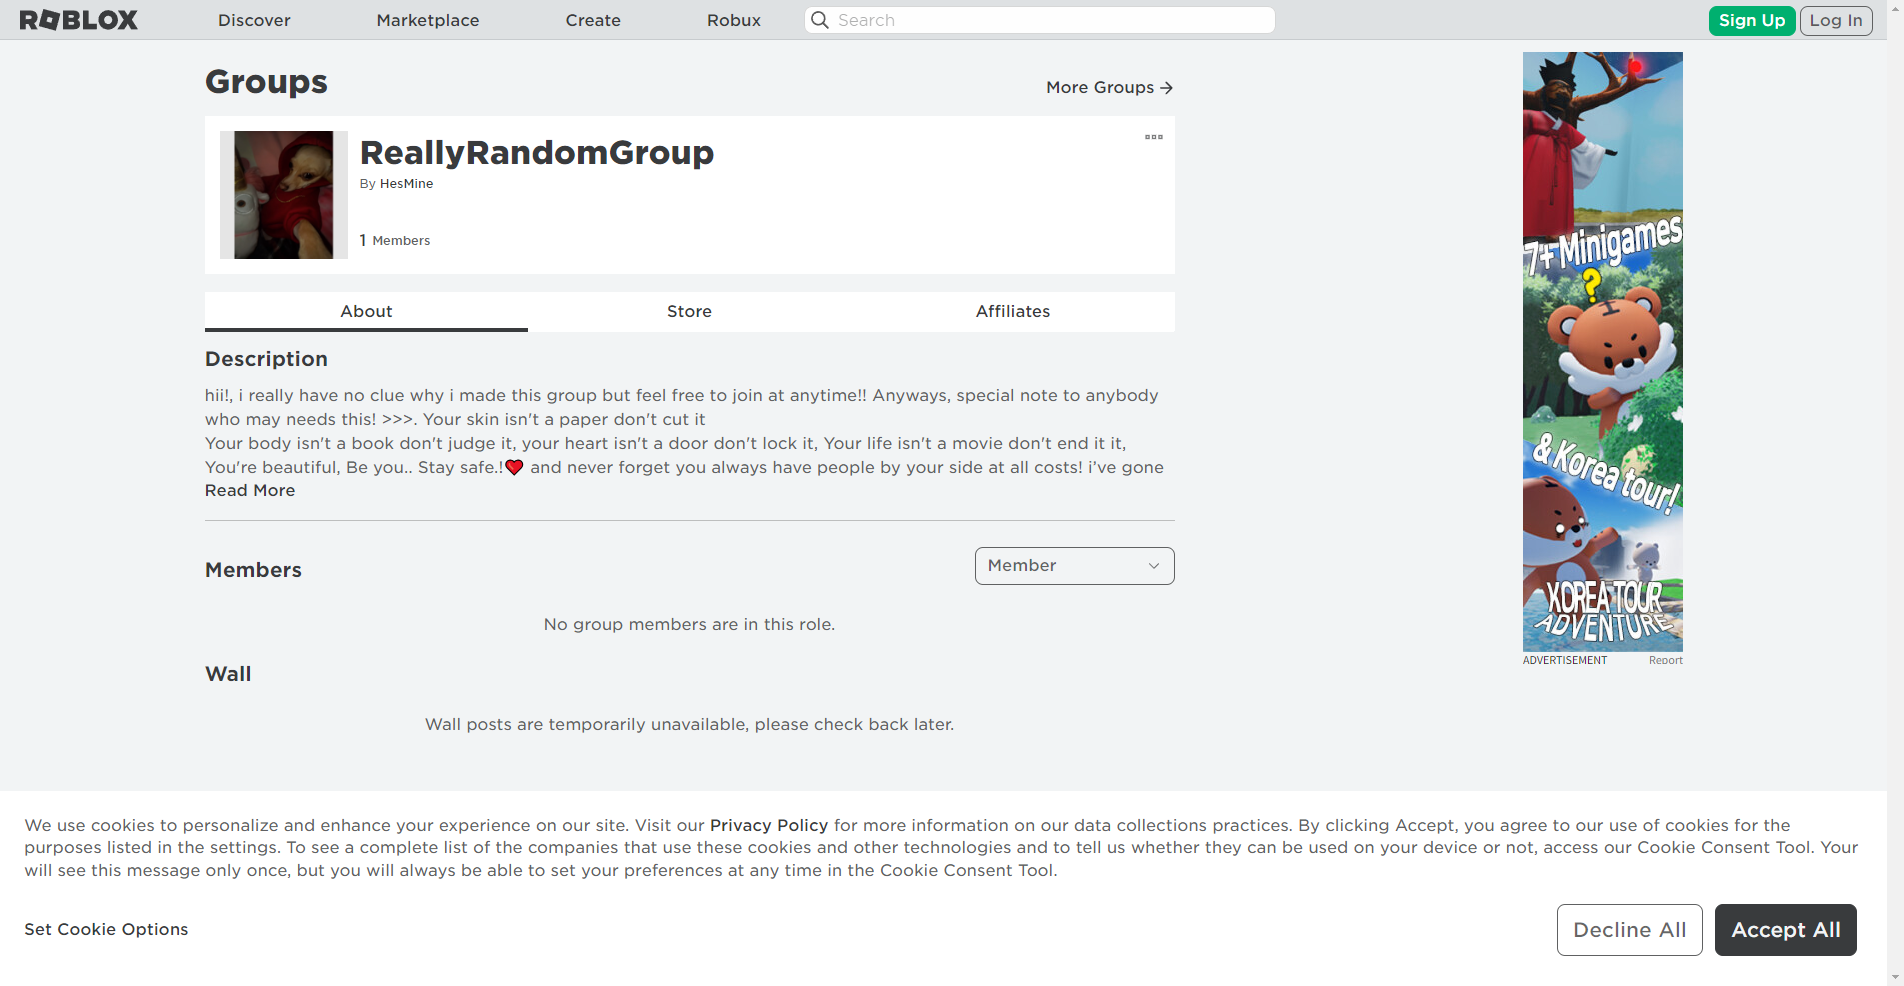 ROBLOX Discover Marketplace Create Robux Search Sign Up Log In
Groups
More Groups →
ReallyRandomGroup
By HesMine
1 Members
About Store Affiliates
Description
hii!, i really have no clue why i made this group but feel free to join at anytime!! Anyways, special note to anybody
who may needs this! >>>. Your skin isn't a paper don't cut it
Your body isn't a book don't judge it, your heart isn't a door don't lock it, Your life isn't a movie don't end it it,
You're beautiful, Be you.. Stay safe.!❤️ and never forget you always have people by your side at all costs! i’ve gone
Read More
Members
Member
No group members are in this role.
Wall
Wall posts are temporarily unavailable, please check back later.
7+ Minigames
?
& Korea tour!
KOREA TOUR
ADVENTURE
ADVERTISEMENT Report
We use cookies to personalize and enhance your experience on our site. Visit our Privacy Policy for more information on our data collections practices. By clicking Accept, you agree to our use of cookies for the
purposes listed in the settings. To see a complete list of the companies that use these cookies and other technologies and to tell us whether they can be used on your device or not, access our Cookie Consent Tool. Your
will see this message only once, but you will always be able to set your preferences at any time in the Cookie Consent Tool.
Set Cookie Options
Decline All
Accept All